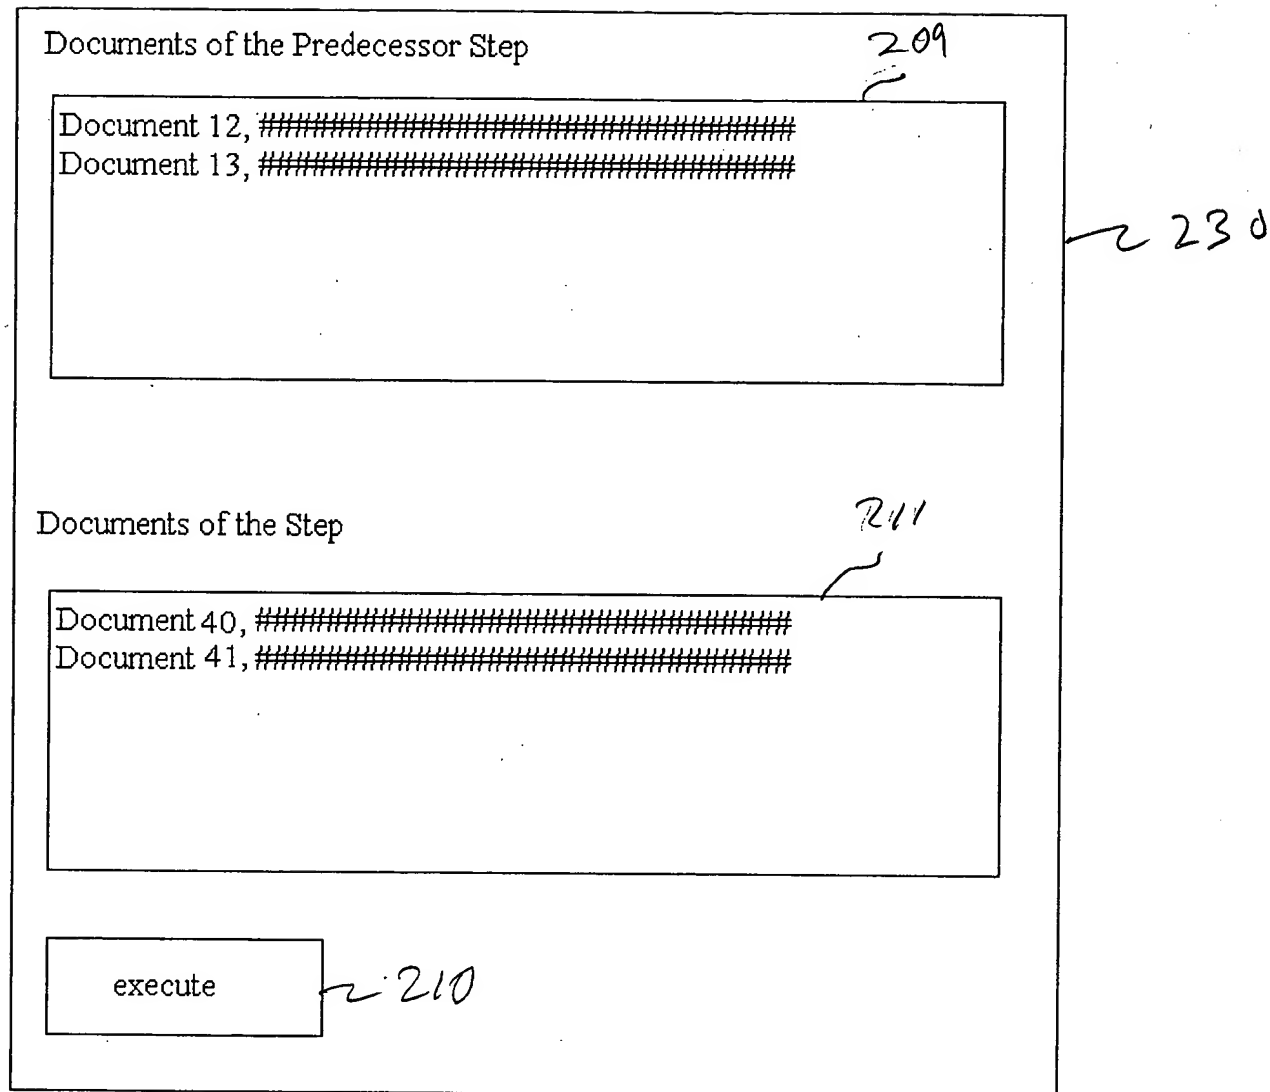 Documents of the Predecessor Step
209
Document 12, ##################################
Document 13, ##################################
230
Documents of the Step
211
Document 40, ##################################
Document 41, ##################################
execute
210